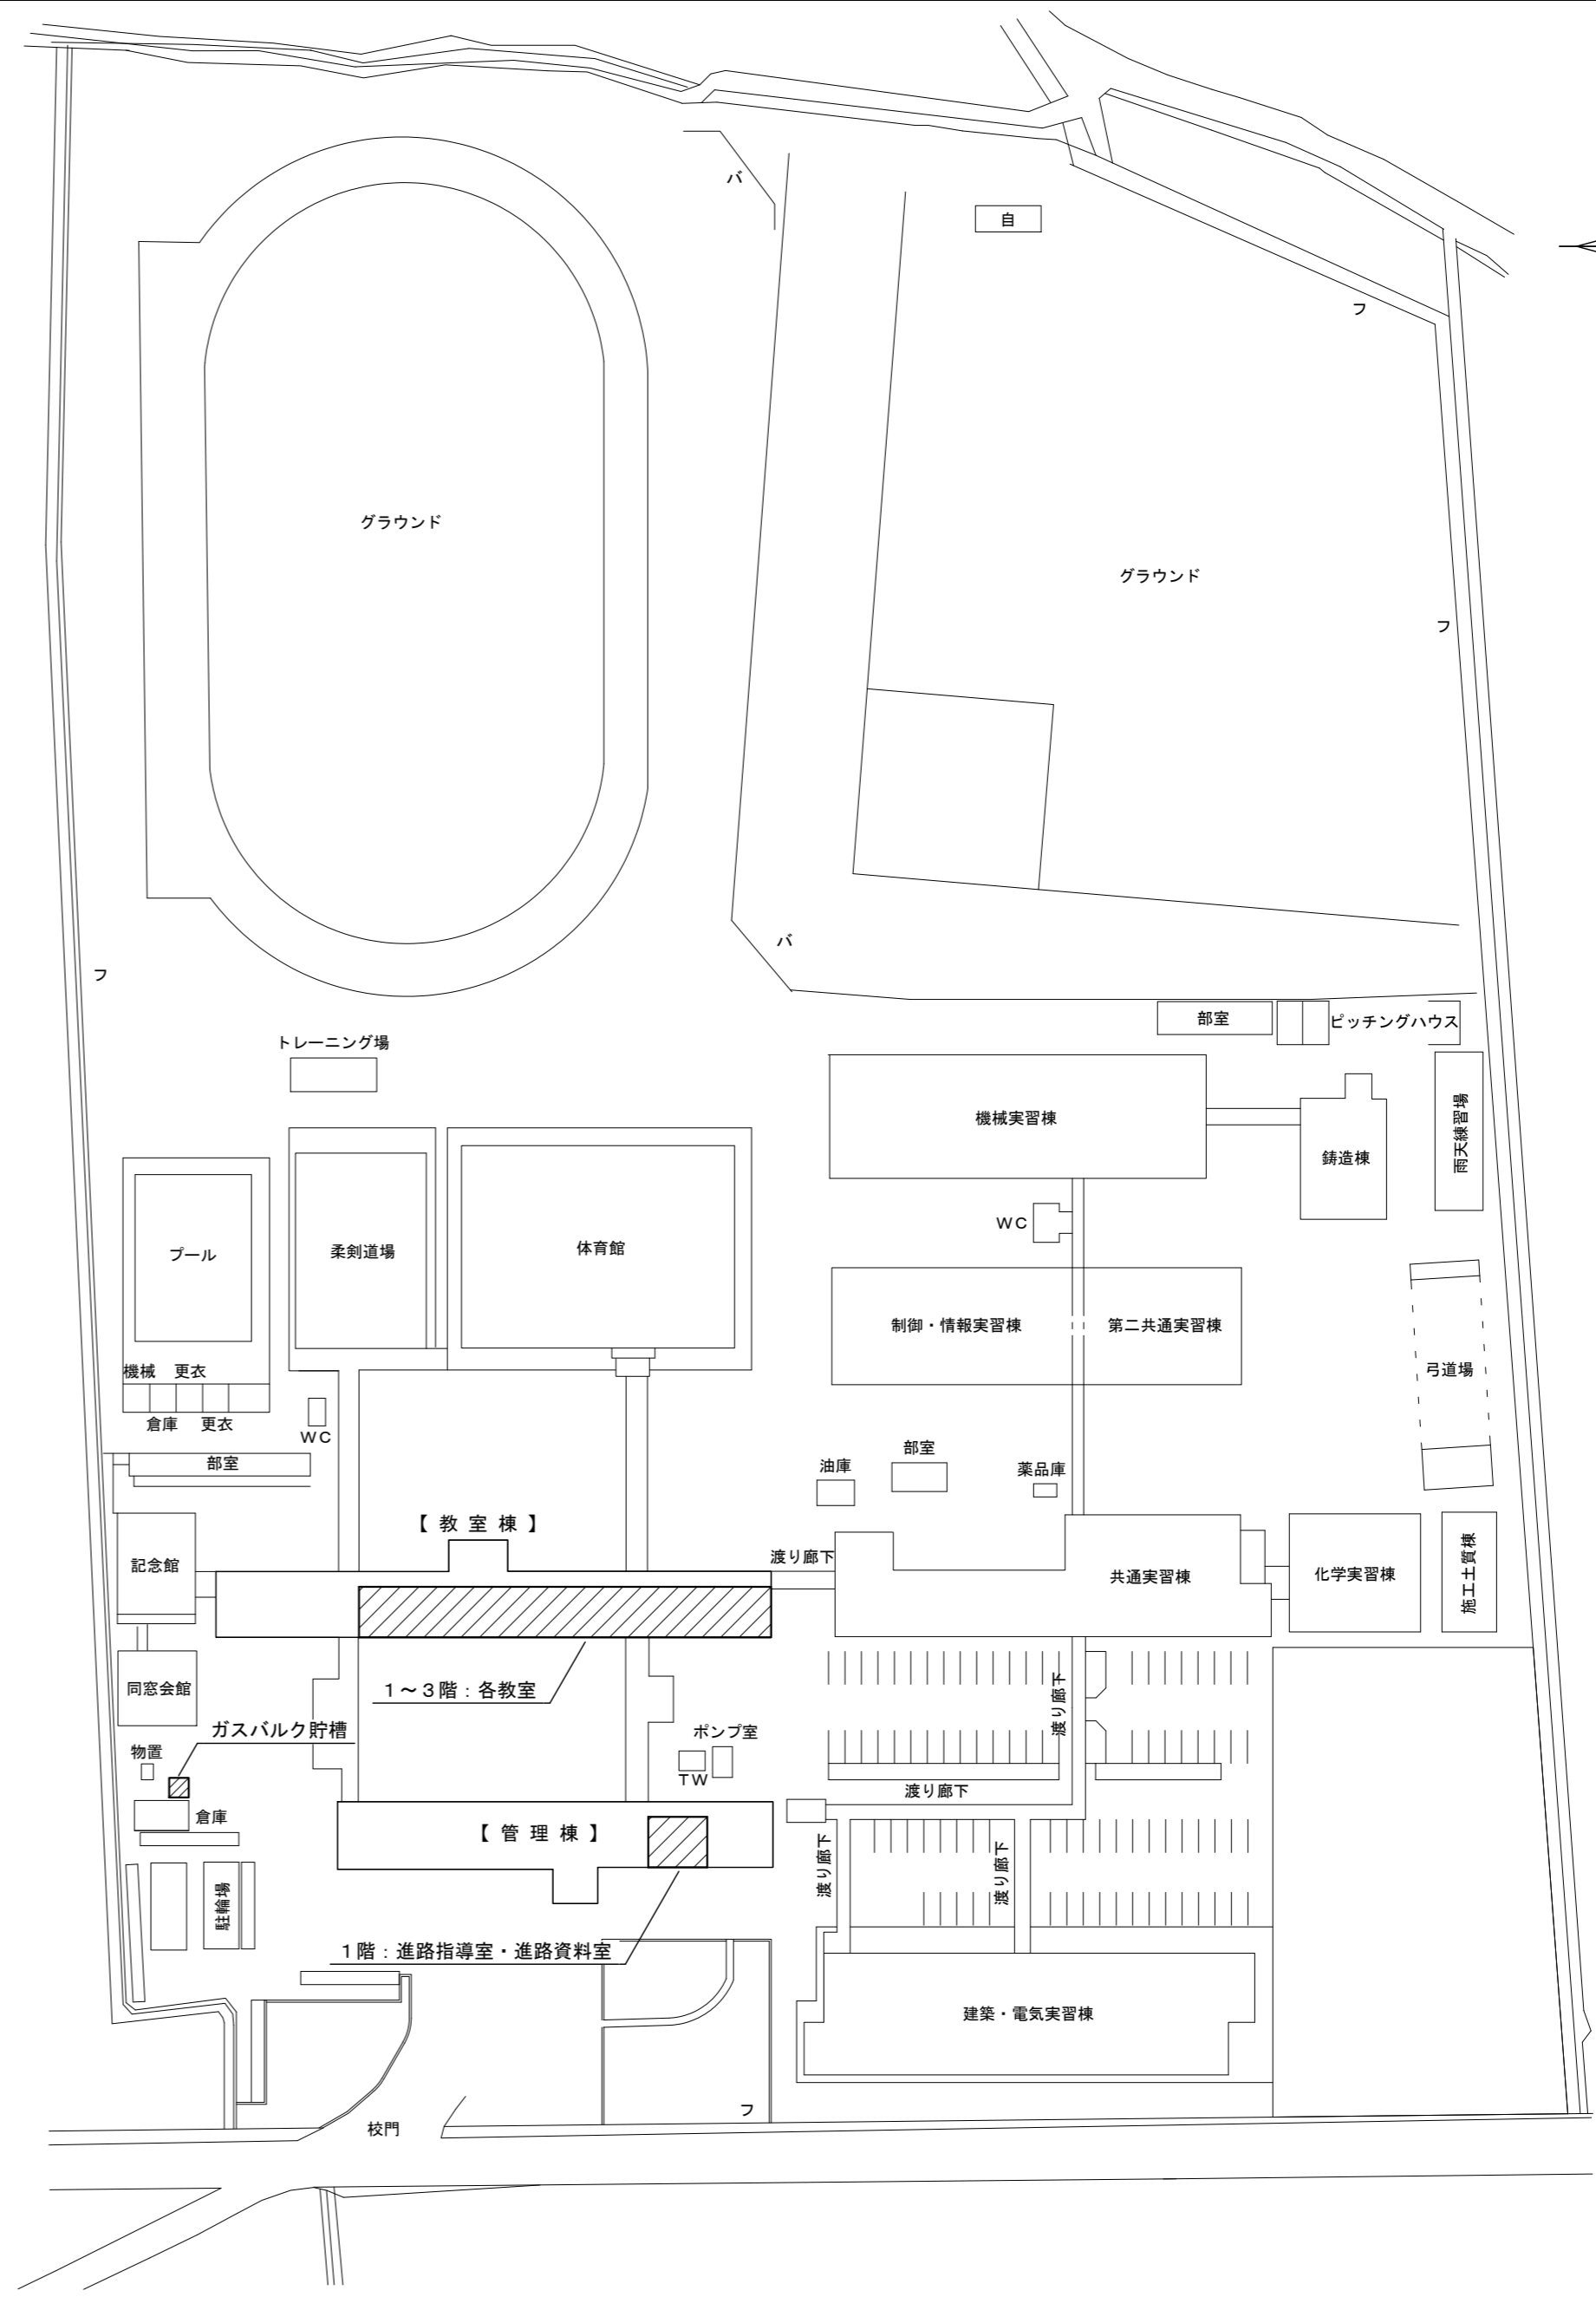 バ
自
フ
グラウンド
グラウンド
フ
バ
フ
部室
ピッチングハウス
トレーニング場
機械実習棟
雨天練習場
鋳造棟
WC
プール
柔剣道場
体育館
制御・情報実習棟
第二共通実習棟
弓道場
機械 更衣
倉庫 更衣
WC
部室
部室
油庫
薬品庫
【 教 室 棟 】
渡り廊下
記念館
共通実習棟
化学実習棟
施工土質棟
1～3階：各教室
同窓会館
渡り廊下
ガスバルク貯槽
ポンプ室
物置
TW
渡り廊下
倉庫
【 管 理 棟 】
渡り廊下
渡り廊下
駐輪場
1階：進路指導室・進路資料室
建築・電気実習棟
フ
校門